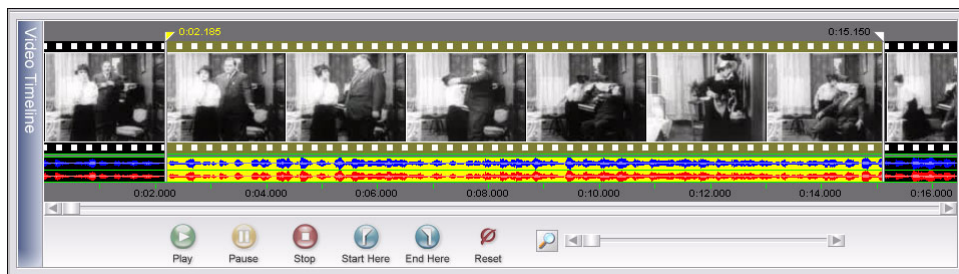 Video Timeline
0:02.185 0:15.150
0:02.000 0:04.000 0:06.000 0:08.000 0:10.000 0:12.000 0:14.000 0:16.000
Play Pause Stop Start Here End Here Reset